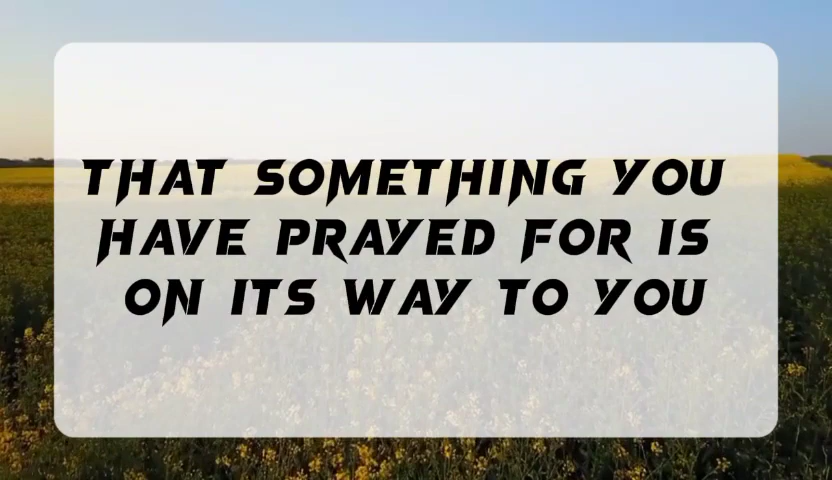 THAT SOMETHING YOU
HAVE PRAYED FOR IS
ON ITS WAY TO YOU